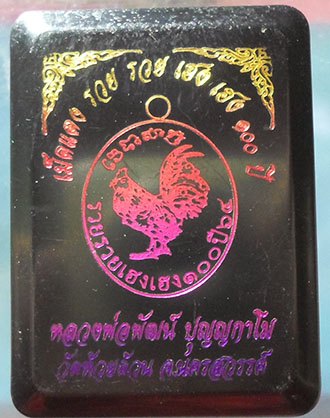 เม็ดแตง รวย รวย เฮง เฮง ๑๐๐ ปี
รวยรวยเฮงเฮง๑๐๐ปี๖๔
หลวงพ่อพัฒน์ ปุญญกาโม
วัดห้วยด้วน จ.นครสวรรค์